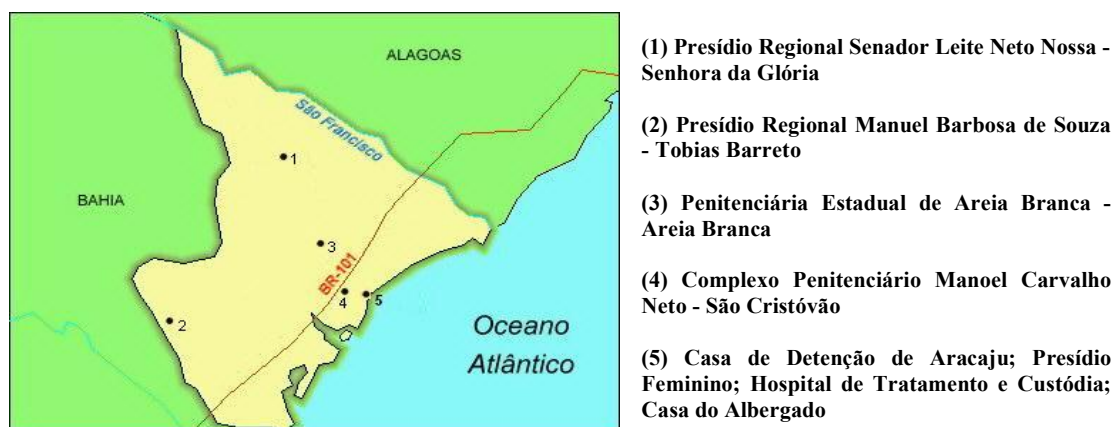 ALAGOAS
São Francisco
1
BAHIA
3
BR-101
4
5
2
Oceano
Atlântico
(1) Presídio Regional Senador Leite Neto Nossa -
Senhora da Glória
(2) Presídio Regional Manuel Barbosa de Souza
- Tobias Barreto
(3) Penitenciária Estadual de Areia Branca -
Areia Branca
(4) Complexo Penitenciário Manoel Carvalho
Neto - São Cristóvão
(5) Casa de Detenção de Aracaju; Presídio
Feminino; Hospital de Tratamento e Custódia;
Casa do Albergado